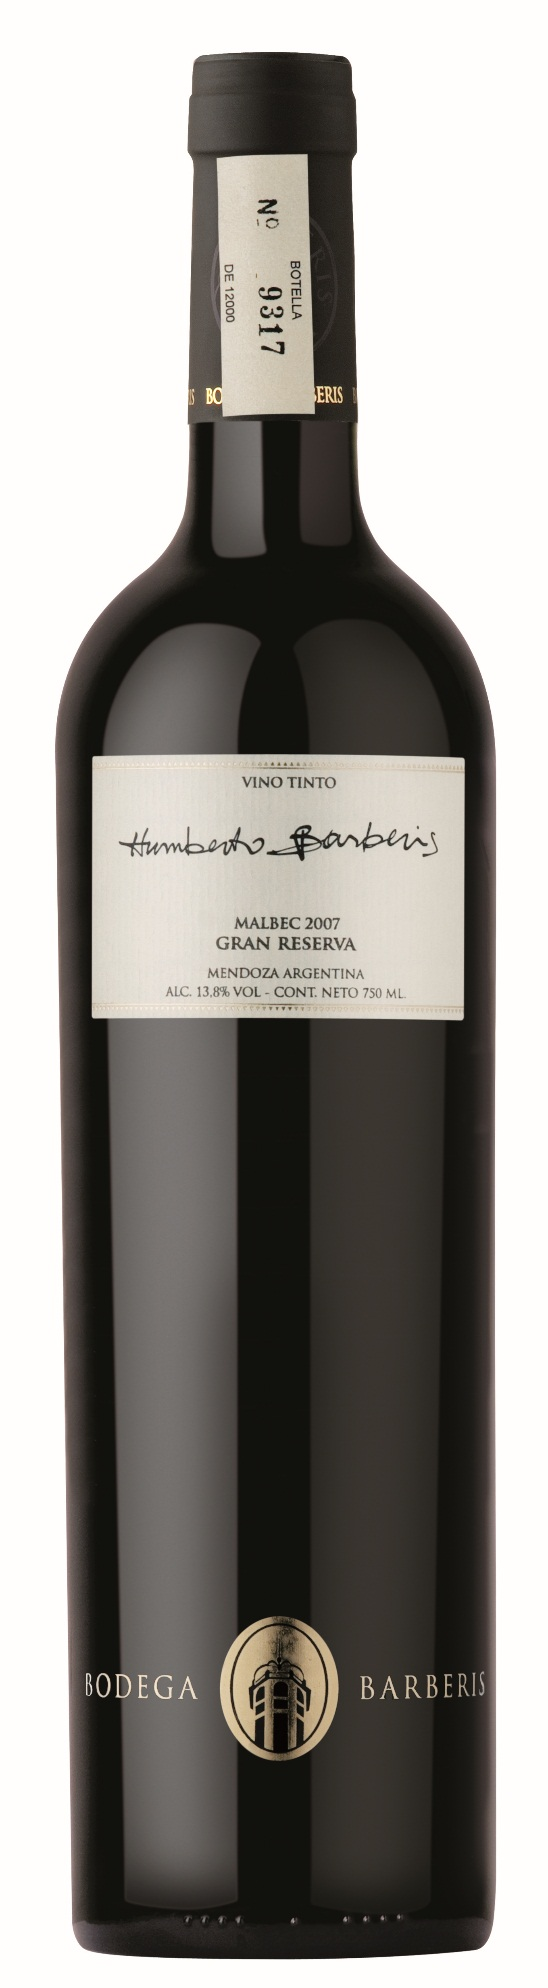 Nº 9317
BOTELLA
DE 12000
VINO TINTO
Humberto Barberis
MALBEC 2007
GRAN RESERVA
MENDOZA ARGENTINA
ALC. 13,8% VOL - CONT. NETO 750 ML.
BODEGA BARBERIS